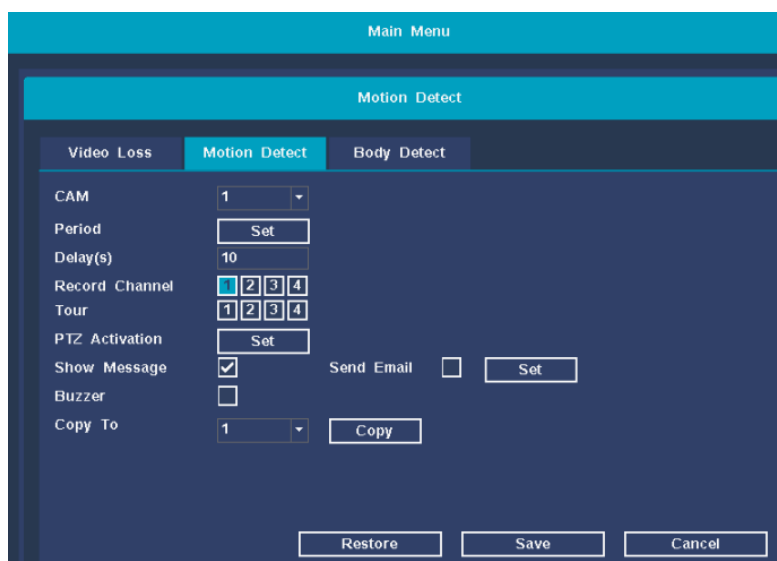 Main Menu
Motion Detect
Video Loss Motion Detect Body Detect
CAM 1
Period Set
Delay(s) 10
Record Channel 1 2 3 4
Tour 1 2 3 4
PTZ Activation Set
Show Message Send Email Set
Buzzer
Copy To 1 Copy
Restore Save Cancel